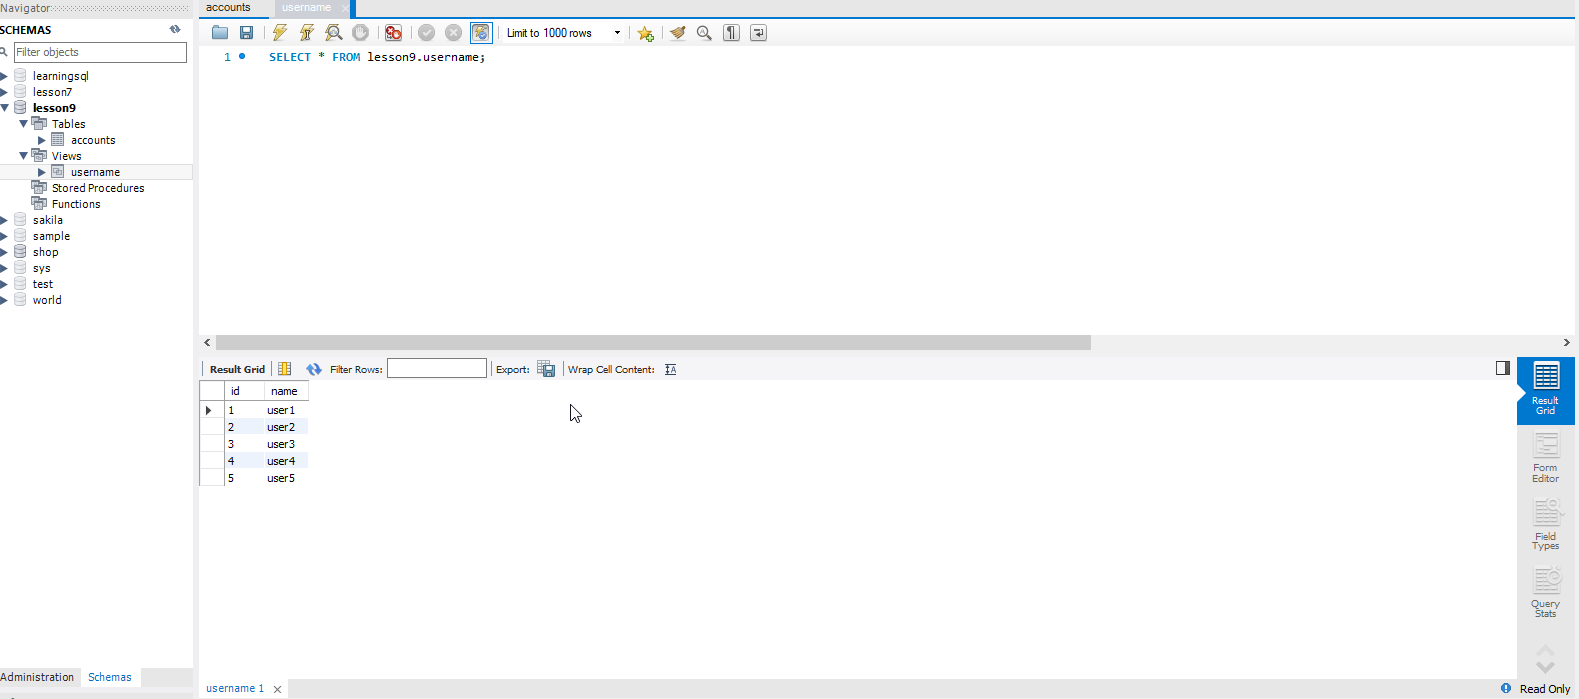 Navigator
SCHEMAS
Filter objects
learningsql
lesson7
lesson9
Tables
accounts
Views
username
Stored Procedures
Functions
sakila
sample
shop
sys
test
world
Administration
Schemas
accounts
username
Limit to 1000 rows
1
SELECT * FROM lesson9.username;
Result Grid
Filter Rows:
Export:
Wrap Cell Content:
id name
1 user1
2 user2
3 user3
4 user4
5 user5
Result
Grid
Form
Editor
Field
Types
Query
Stats
username 1
Read Only